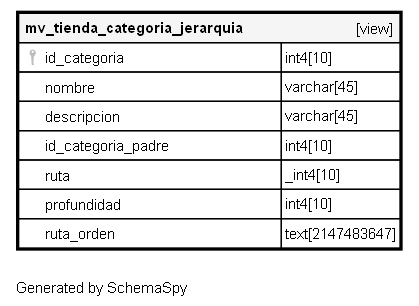 mv_tienda_categoria_jerarquia [view]
id_categoria int4[10]
nombre varchar[45]
descripcion varchar[45]
id_categoria_padre int4[10]
ruta _int4[10]
profundidad int4[10]
ruta_orden text[2147483647]
Generated by SchemaSpy